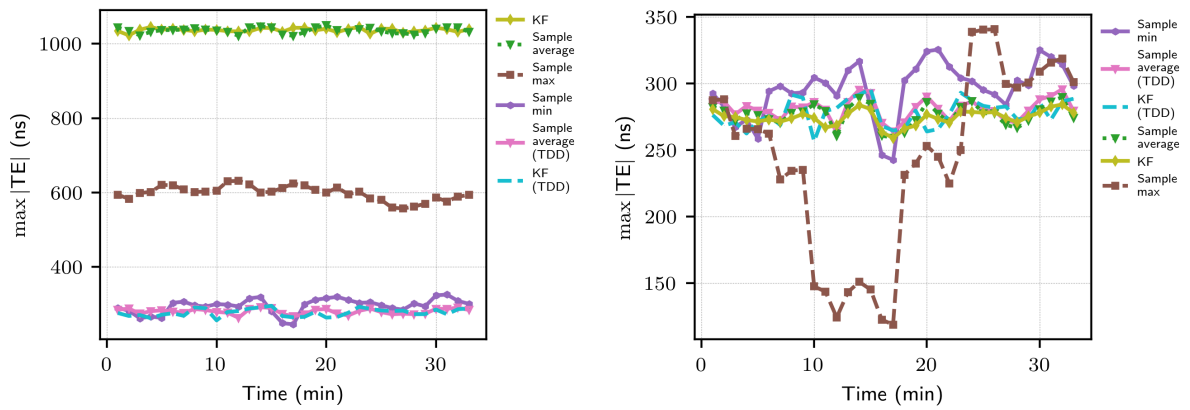 1000
800
600
400
max |TE| (ns)
0
10
20
30
Time (min)
KF
Sample
average
Sample
max
Sample
min
Sample
average
(TDD)
KF
(TDD)
350
300
250
200
150
max |TE| (ns)
0
10
20
30
Time (min)
Sample
min
Sample
average
(TDD)
KF
(TDD)
Sample
average
KF
Sample
max